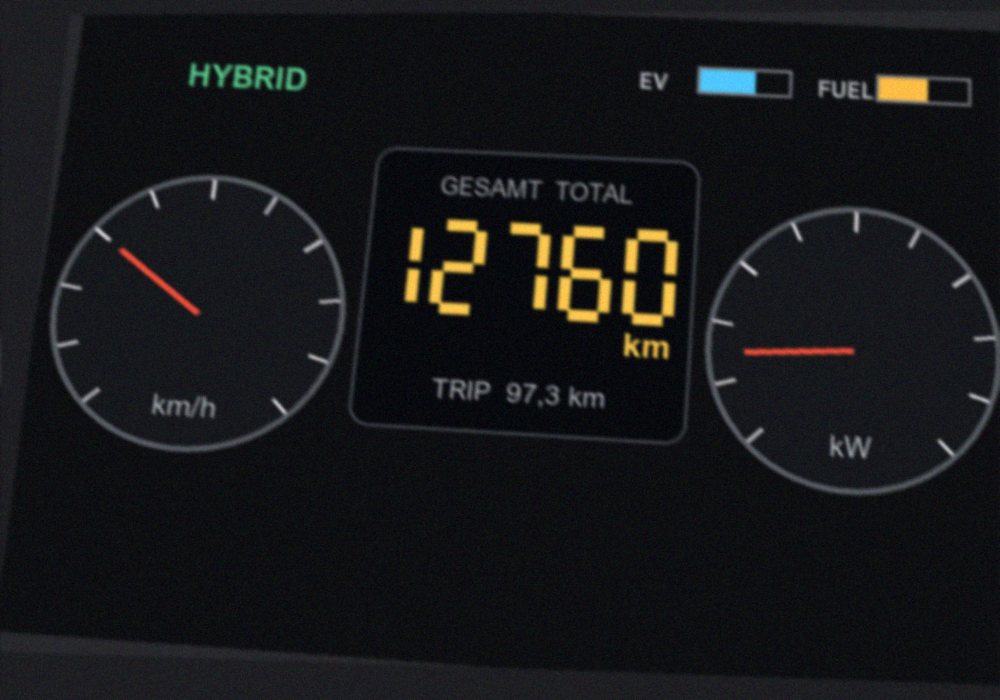 HYBRID
EV FUEL
GESAMT TOTAL
12760
km
TRIP 97,3 km
km/h
kW